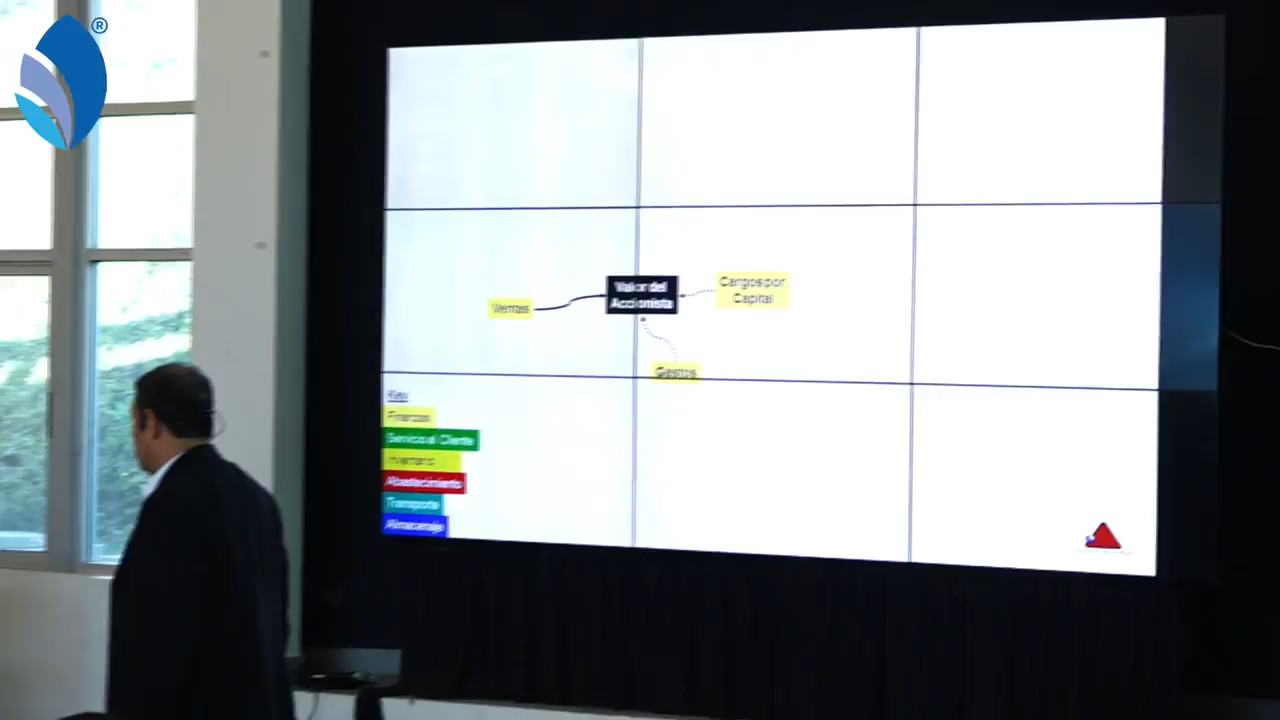 ®
Valor del
Accionista
Cargos por
Capital
Ventas
Gastos
Key
Finanzas
Servicio al Cliente
Inventario
Abastecimiento
Transporte
Almacenaje